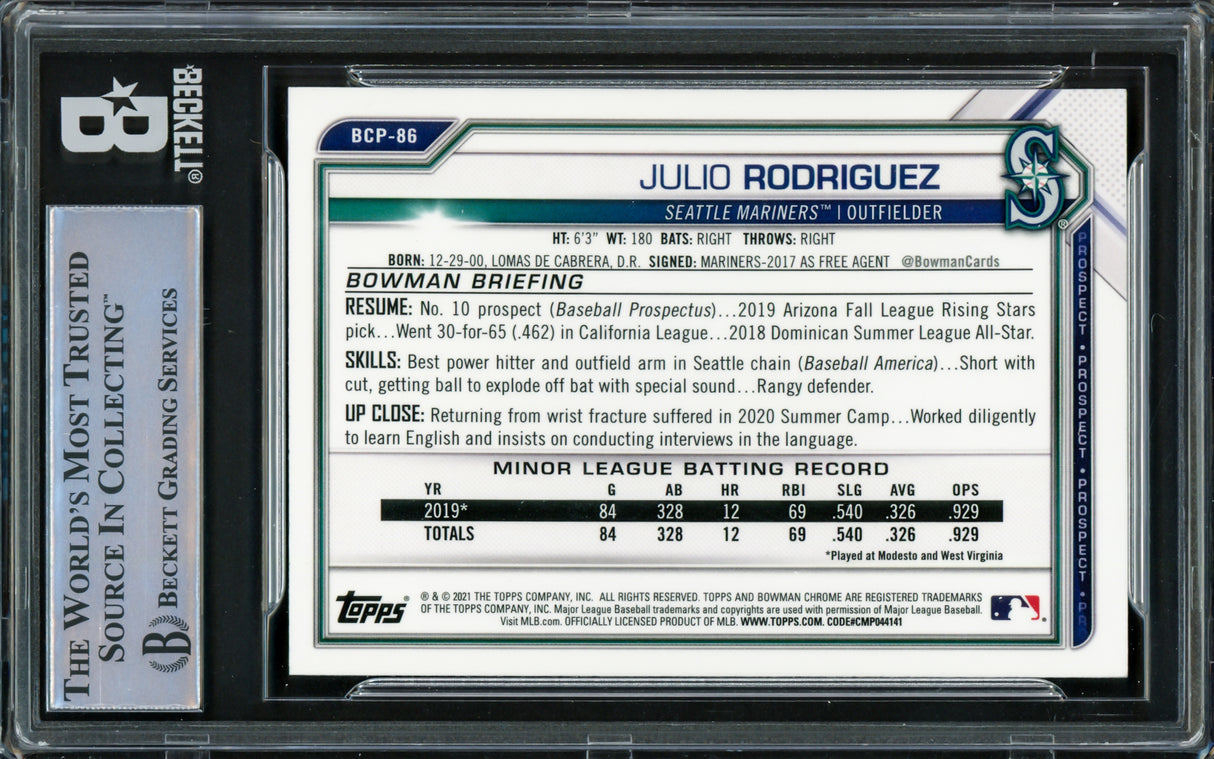 BECKETT®
B
THE WORLD'S MOST TRUSTED
SOURCE IN COLLECTING™
B BECKETT GRADING SERVICES
BCP-86
S
®
JULIO RODRIGUEZ
SEATTLE MARINERS™ | OUTFIELDER
HT: 6'3” WT: 180 BATS: RIGHT THROWS: RIGHT
BORN: 12-29-00, LOMAS DE CABRERA, D.R. SIGNED: MARINERS-2017 AS FREE AGENT @BowmanCards
BOWMAN BRIEFING
RESUME: No. 10 prospect (Baseball Prospectus)...2019 Arizona Fall League Rising Stars
pick...Went 30-for-65 (.462) in California League...2018 Dominican Summer League All-Star.
SKILLS: Best power hitter and outfield arm in Seattle chain (Baseball America)...Short with
cut, getting ball to explode off bat with special sound...Rangy defender.
UP CLOSE: Returning from wrist fracture suffered in 2020 Summer Camp...Worked diligently
to learn English and insists on conducting interviews in the language.
MINOR LEAGUE BATTING RECORD
YR G AB HR RBI SLG AVG OPS
2019* 84 328 12 69 .540 .326 .929
TOTALS 84 328 12 69 .540 .326 .929
*Played at Modesto and West Virginia
PROSPECT • PROSPECT • PROSPECT • PR
Topps®
® & © 2021 THE TOPPS COMPANY, INC. ALL RIGHTS RESERVED. TOPPS AND BOWMAN CHROME ARE REGISTERED TRADEMARKS
OF THE TOPPS COMPANY, INC. Major League Baseball trademarks and copyrights are used with permission of Major League Baseball.
Visit MLB.com. OFFICIALLY LICENSED PRODUCT OF MLB. WWW.TOPPS.COM. CODE#CMP044141